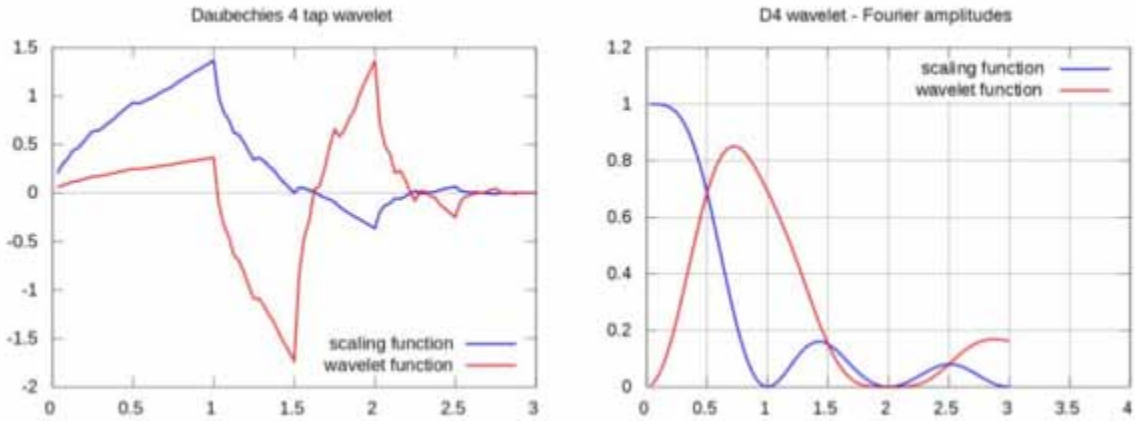 Daubechies 4 tap wavelet
1.5
1
0.5
0
-0.5
-1
-1.5
-2
scaling function
wavelet function
0 0.5 1 1.5 2 2.5 3
D4 wavelet - Fourier amplitudes
1.2
1
0.8
0.6
0.4
0.2
0
scaling function
wavelet function
0 0.5 1 1.5 2 2.5 3 3.5 4